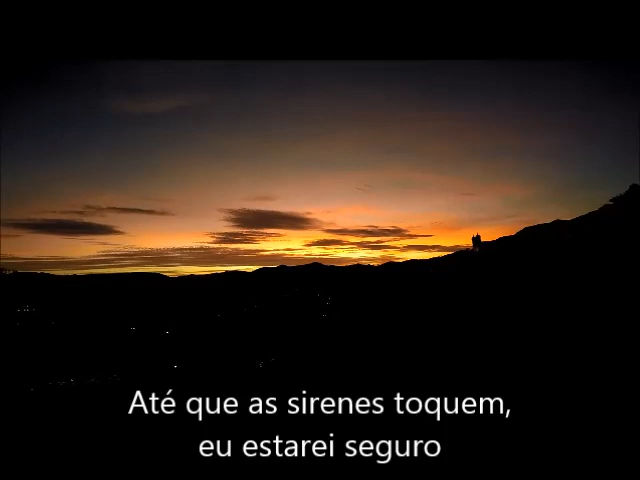 Até que as sirenes toquem,
eu estarei seguro